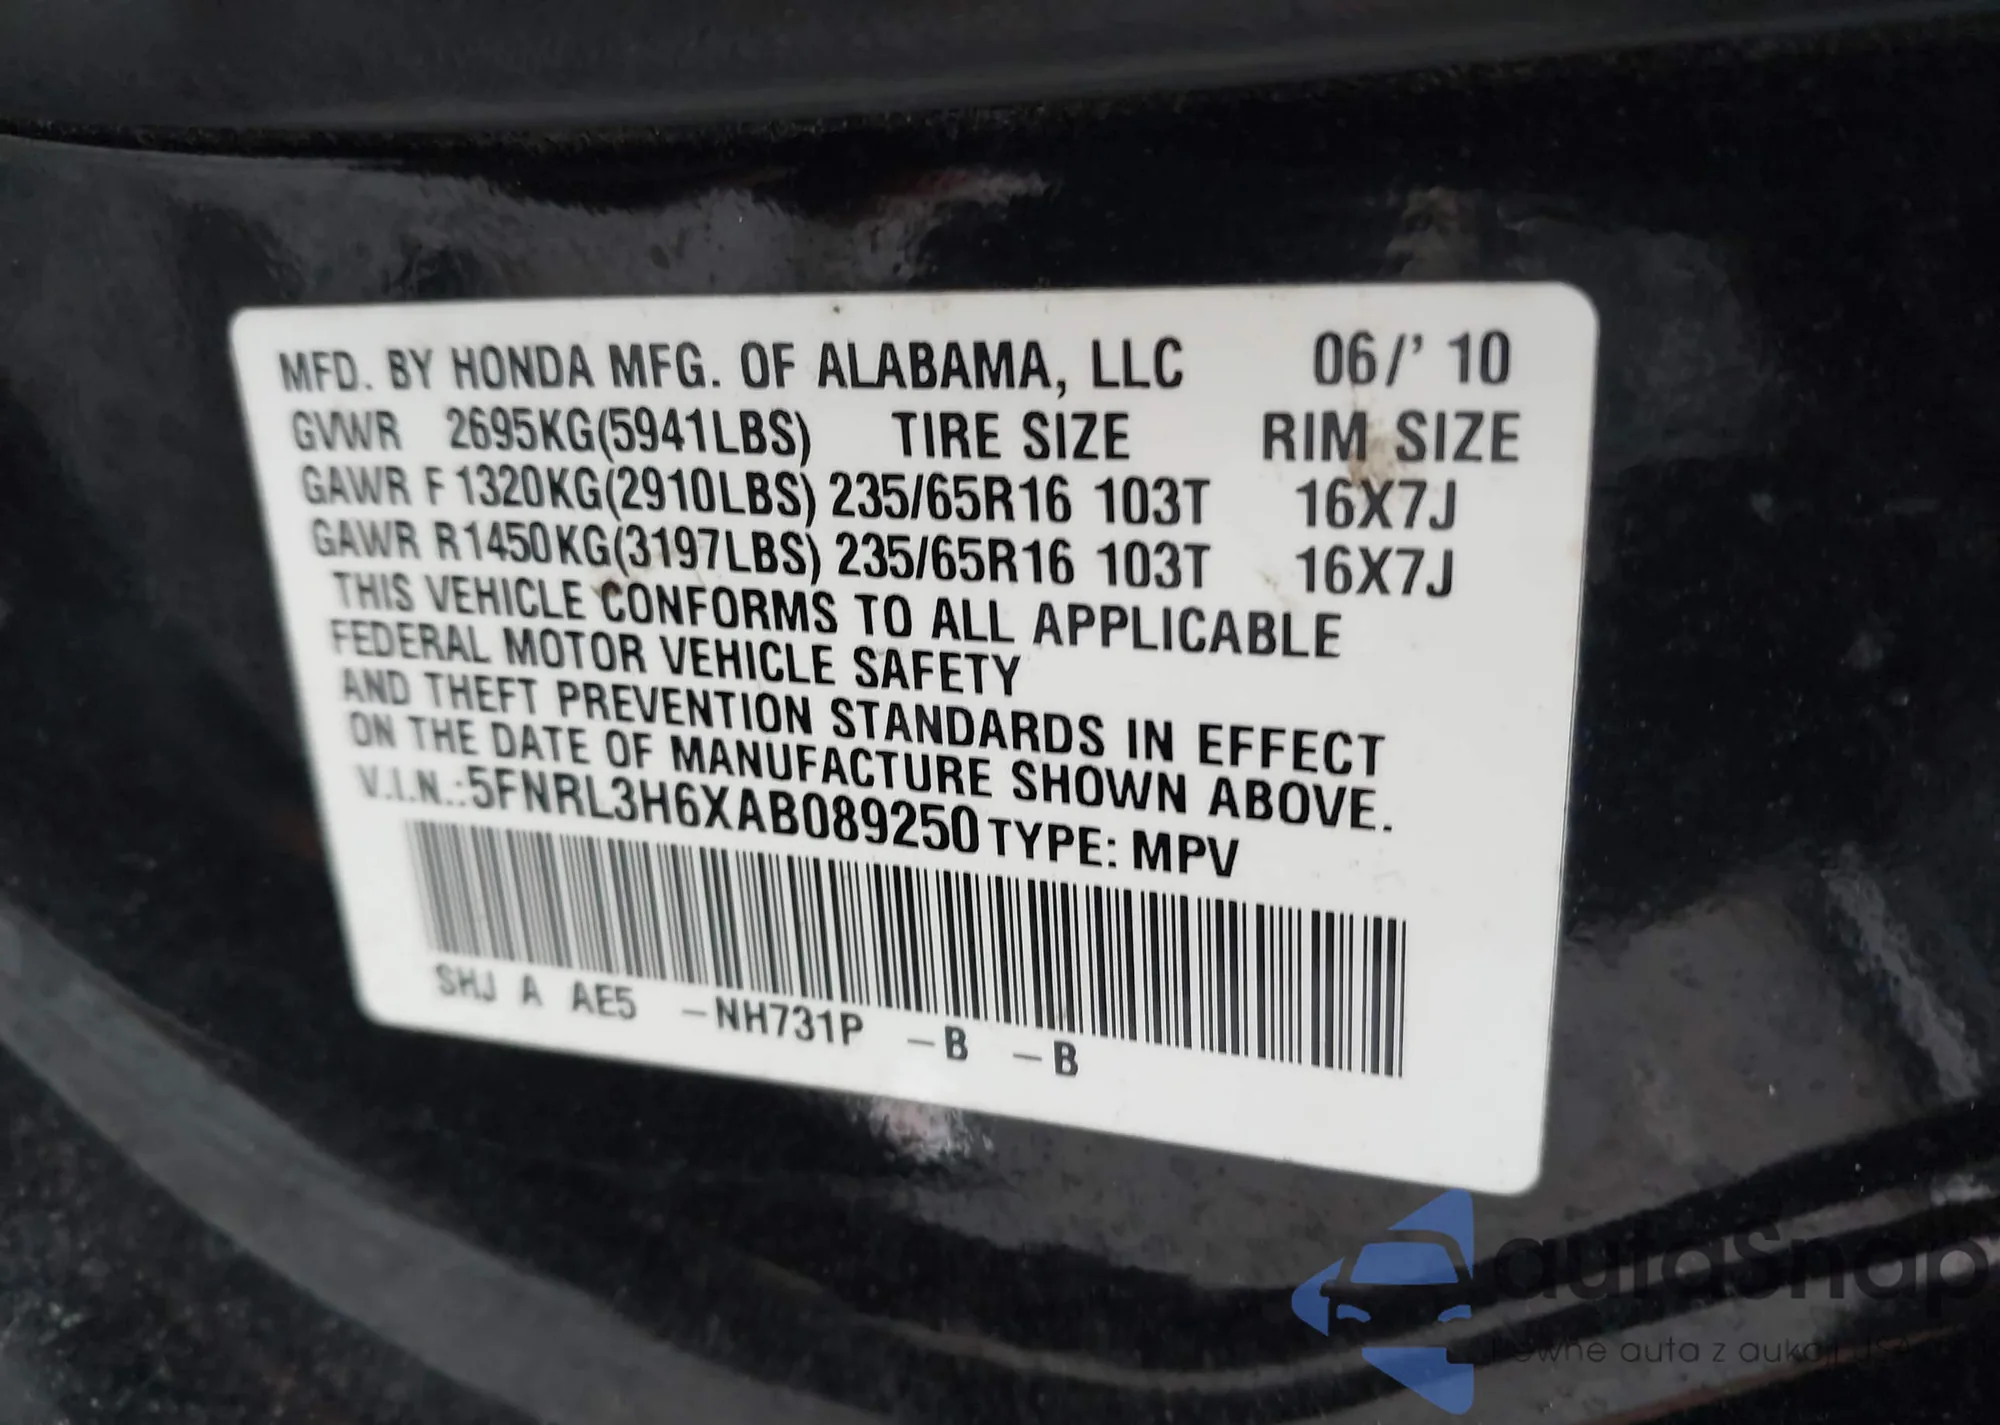 MFD. BY HONDA MFG. OF ALABAMA, LLC 06/' 10
GVWR 2695KG(5941LBS) TIRE SIZE RIM SIZE
GAWR F 1320KG(2910LBS) 235/65R16 103T 16X7J
GAWR R 1450KG(3197LBS) 235/65R16 103T 16X7J
THIS VEHICLE CONFORMS TO ALL APPLICABLE
FEDERAL MOTOR VEHICLE SAFETY
AND THEFT PREVENTION STANDARDS IN EFFECT
ON THE DATE OF MANUFACTURE SHOWN ABOVE.
V.I.N.:5FNRL3H6XAB089250 TYPE: MPV
SHJ A AE5 -NH731P -B -B
autaSnap
auta z